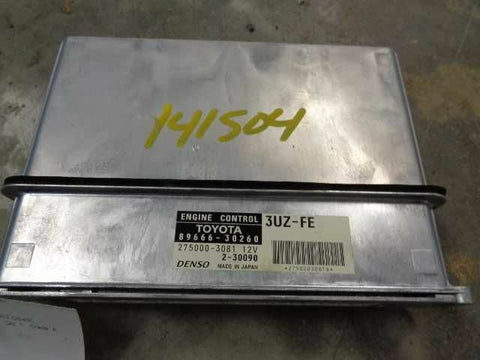 141504
ENGINE CONTROL 3UZ-FE
TOYOTA
89666-30260
275000-3081 12V
2-30090
DENSO MADE IN JAPAN